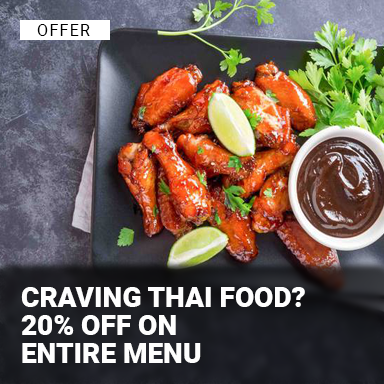 OFFER
CRAVING THAI FOOD?
20% OFF ON
ENTIRE MENU